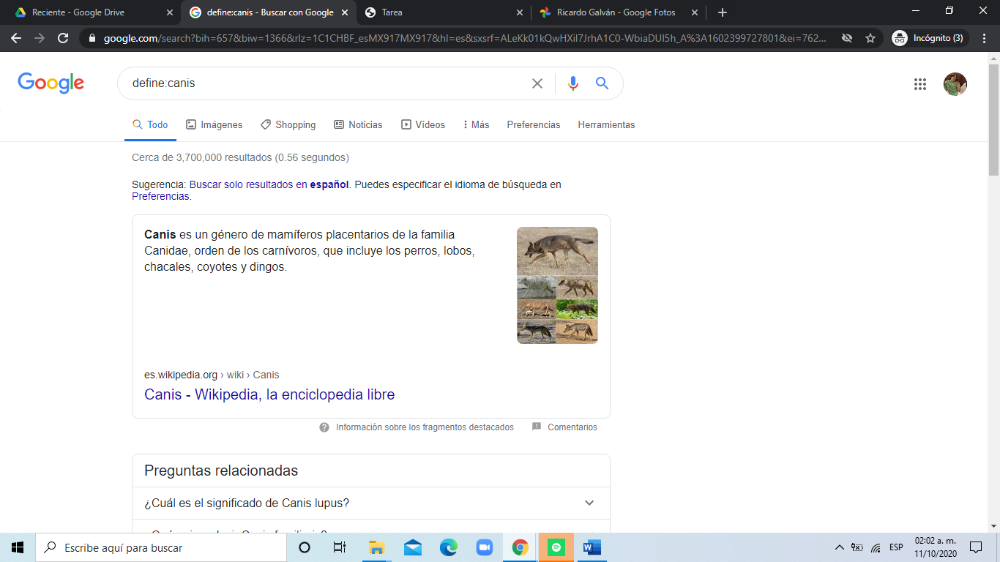 Reciente - Google Drive
define:canis - Buscar con Google
Tarea
Ricardo Galván - Google Fotos
google.com/search?bih=657&biw=1366&rlz=1C1CHBF_esMX917MX917&hl=es&sxsrf=ALeKk01kQwHXiI7JrhA1C0-WbiaDUI5h_A%3A1602399727801&ei=762...
Incógnito (3)
Google
define:canis
Todo
Imágenes
Shopping
Noticias
Vídeos
Más
Preferencias
Herramientas
Cerca de 3,700,000 resultados (0.56 segundos)
Sugerencia: Buscar solo resultados en español. Puedes especificar el idioma de búsqueda en
Preferencias.
Canis es un género de mamíferos placentarios de la familia
Canidae, orden de los carnívoros, que incluye los perros, lobos,
chacales, coyotes y dingos.
es.wikipedia.org › wiki › Canis
Canis - Wikipedia, la enciclopedia libre
Información sobre los fragmentos destacados
Comentarios
Preguntas relacionadas
¿Cuál es el significado de Canis lupus?
Escribe aquí para buscar
ESP
02:02 a. m.
11/10/2020